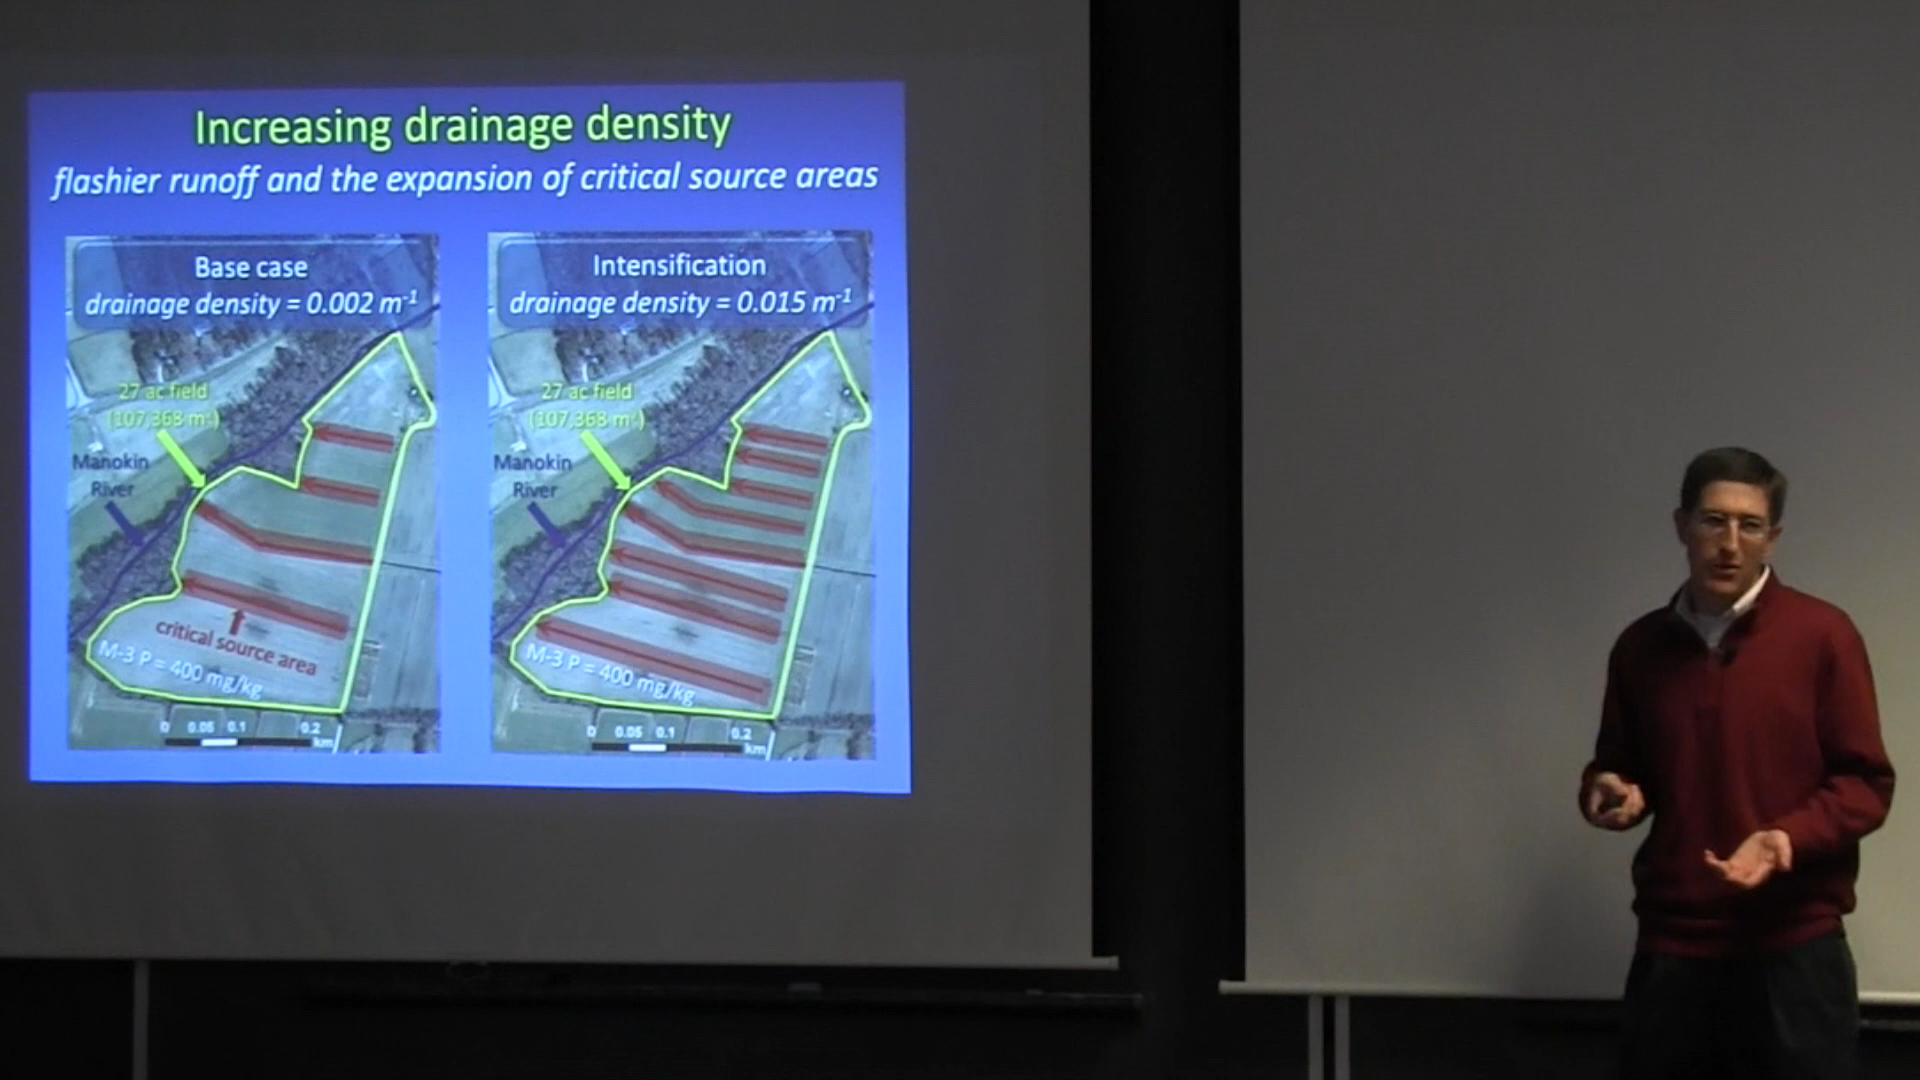 Increasing drainage density
flashier runoff and the expansion of critical source areas
Base case
drainage density = 0.002 m⁻¹
27 ac field
(107,368 m²)
Manokin
River
critical source area
M-3 P = 400 mg/kg
0 0.05 0.1 0.2
km
Intensification
drainage density = 0.015 m⁻¹
27 ac field
(107,368 m²)
Manokin
River
M-3 P = 400 mg/kg
0 0.05 0.1 0.2
km